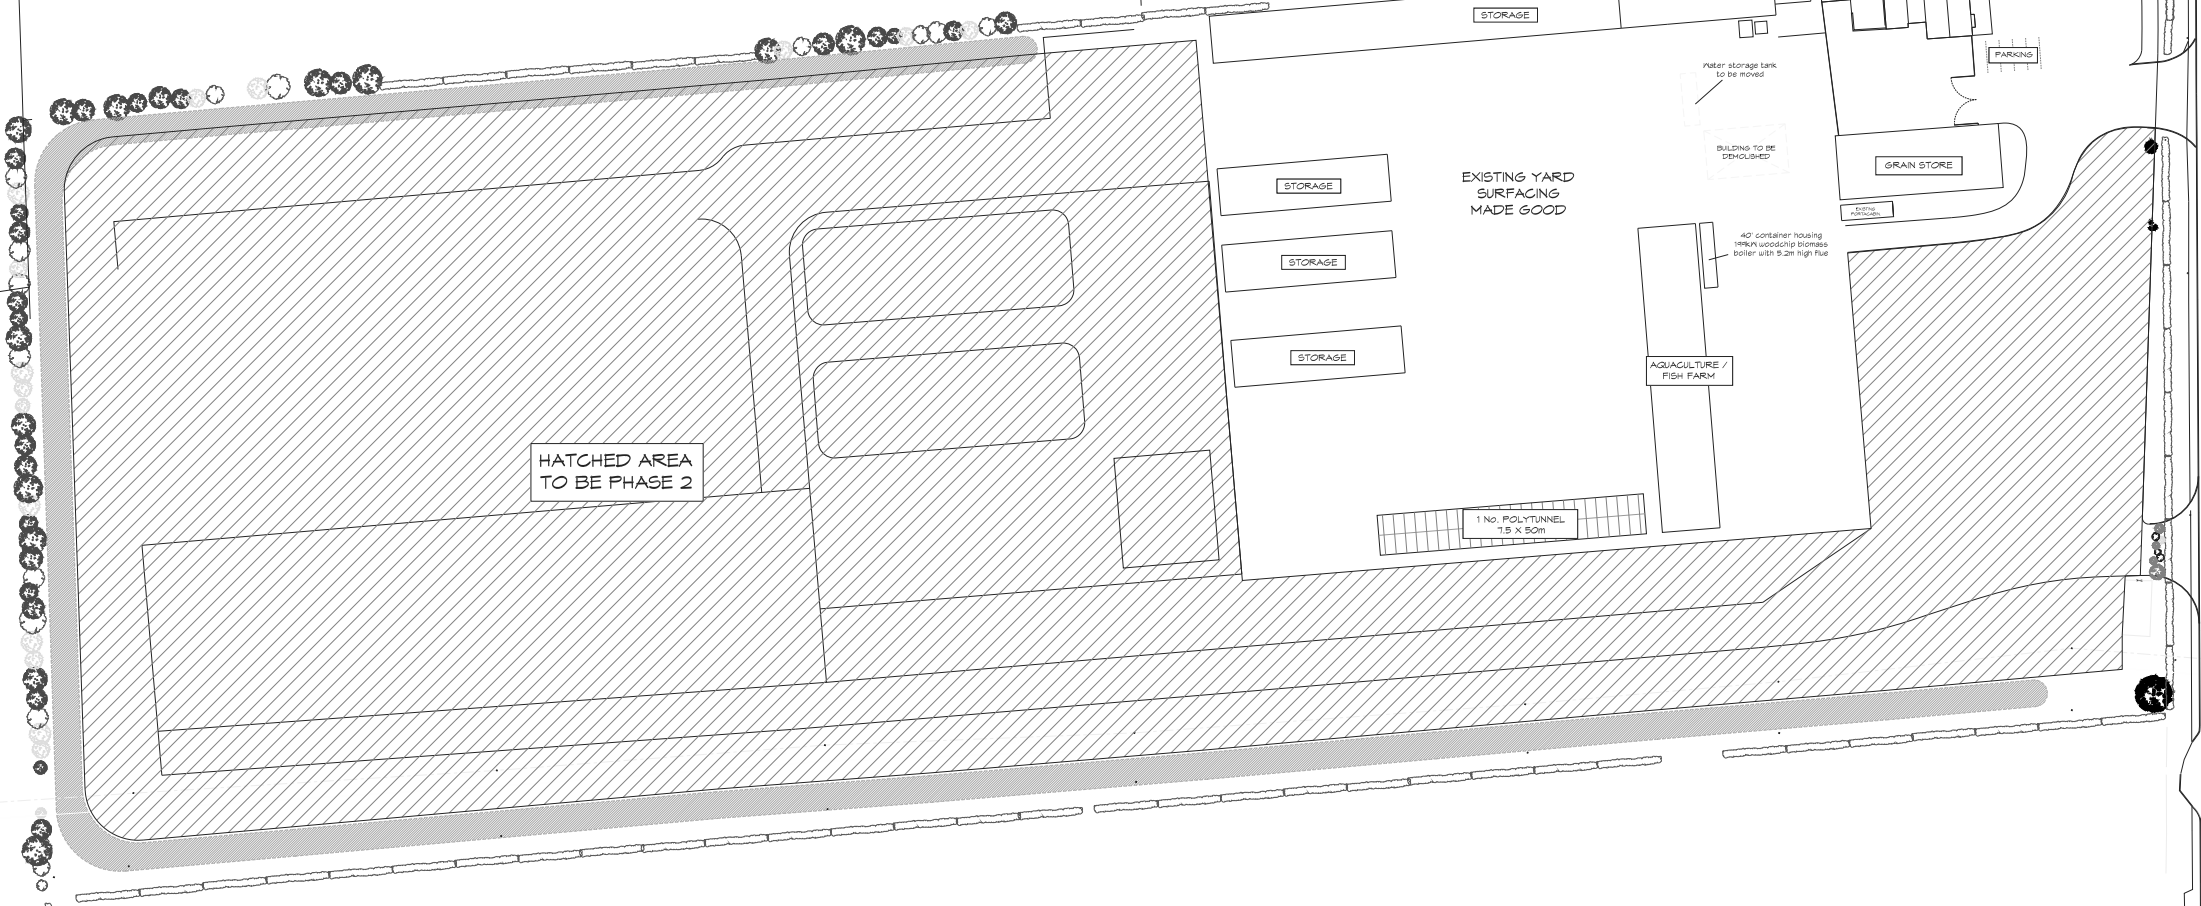 STORAGE
PARKING
Water storage tank
to be moved
BUILDING TO BE
DEMOLISHED
GRAIN STORE
EXISTING YARD
SURFACING
MADE GOOD
STORAGE
EXISTING
PORTACABIN
40' container housing
199kW woodchip biomass
boiler with 5.2m high flue
STORAGE
STORAGE
AQUACULTURE /
FISH FARM
HATCHED AREA
TO BE PHASE 2
1 No. POLYTUNNEL
7.5 X 50m